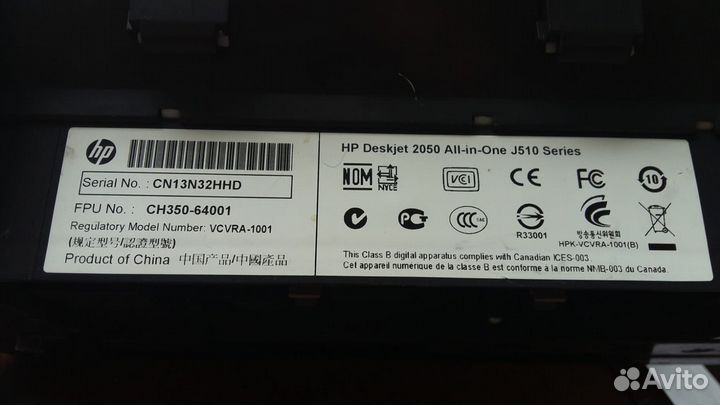 hp
Serial No. : CN13N32HHD
FPU No. : CH350-64001
Regulatory Model Number: VCVRA-1001
(规定型号/認證型號)
Product of China 中国产品/中國產品
HP Deskjet 2050 All-in-One J510 Series
NOM NYCE VCI CE FC 10
N PG CCC R33001 방송통신위원회 HPK-VCVRA-1001(B)
This Class B digital apparatus complies with Canadian ICES-003.
Cet appareil numerique de la classe B est conforme à la norme NMB-003 du Canada.
Avito